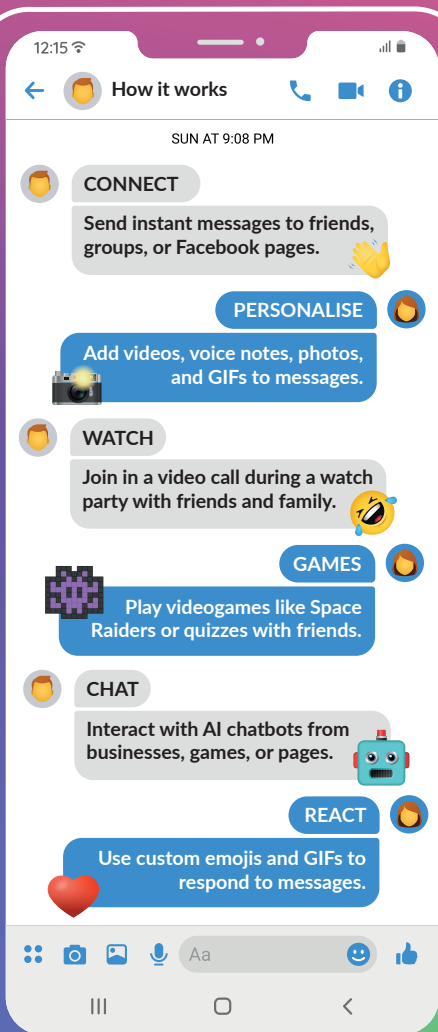 12:15
How it works
SUN AT 9:08 PM
CONNECT
Send instant messages to friends,
groups, or Facebook pages.
PERSONALISE
Add videos, voice notes, photos,
and GIFs to messages.
WATCH
Join in a video call during a watch
party with friends and family.
GAMES
Play videogames like Space
Raiders or quizzes with friends.
CHAT
Interact with AI chatbots from
businesses, games, or pages.
REACT
Use custom emojis and GIFs to
respond to messages.
Aa